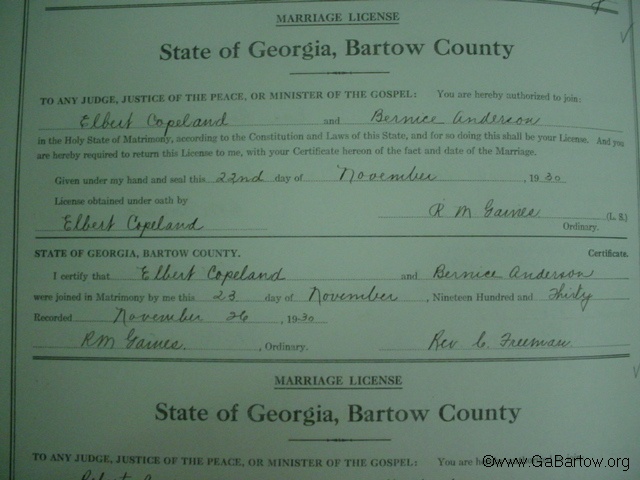 MARRIAGE LICENSE
State of Georgia, Bartow County
TO ANY JUDGE, JUSTICE OF THE PEACE, OR MINISTER OF THE GOSPEL: You are hereby authorized to join:
Elbert Copeland and Bernice Anderson
in the Holy State of Matrimony, according to the Constitution and Laws of this State, and for so doing this shall be your License. And you
are hereby required to return this License to me, with your Certificate hereon of the fact and date of the Marriage.
Given under my hand and seal this 22nd day of November, 1930
License obtained under oath by
Elbert Copeland R M Gaines (L. S.)
Ordinary.
STATE OF GEORGIA, BARTOW COUNTY. Certificate.
I certify that Elbert Copeland and Bernice Anderson
were joined in Matrimony by me this 23 day of November, Nineteen Hundred and Thirty
Recorded November 26, 1930
R M Gaines., Ordinary. Rev C. Freeman
MARRIAGE LICENSE
State of Georgia, Bartow County
TO ANY JUDGE, JUSTICE OF THE PEACE, OR MINISTER OF THE GOSPEL: You are
©www.GaBartow.org